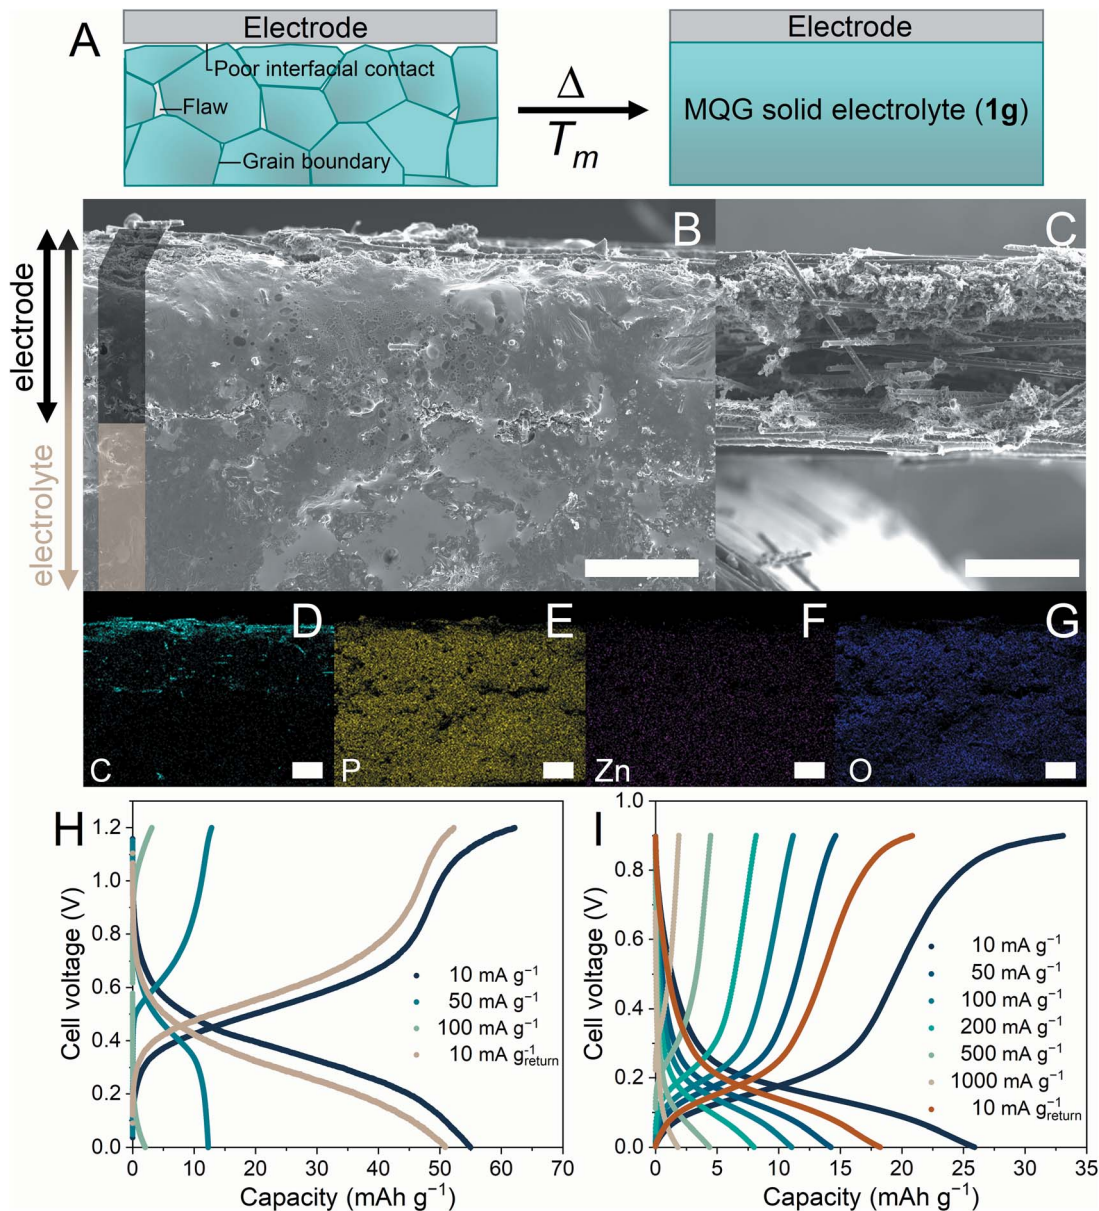 A
Electrode
Poor interfacial contact
Flaw
Grain boundary
Δ
Tm
Electrode
MQG solid electrolyte (1g)
electrode
electrolyte
B
C
D
C
E
P
F
Zn
G
O
H
Cell voltage (V)
1.2
1.0
0.8
0.6
0.4
0.2
0.0
10 mA g⁻¹
50 mA g⁻¹
100 mA g⁻¹
10 mA g⁻¹return
0 10 20 30 40 50 60 70
Capacity (mAh g⁻¹)
I
Cell voltage (V)
1.0
0.8
0.6
0.4
0.2
0.0
10 mA g⁻¹
50 mA g⁻¹
100 mA g⁻¹
200 mA g⁻¹
500 mA g⁻¹
1000 mA g⁻¹
10 mA g⁻¹return
0 5 10 15 20 25 30 35
Capacity (mAh g⁻¹)